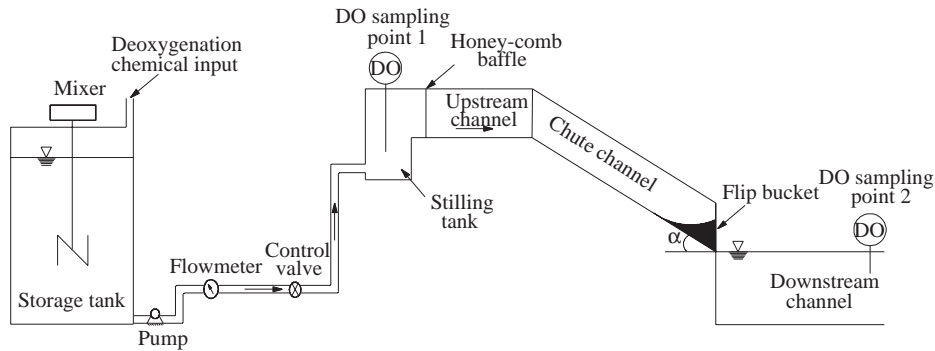 Deoxygenation
chemical input
Mixer
Storage tank
Pump
Flowmeter
Control
valve
DO sampling
point 1
DO
Honey-comb
baffle
Upstream
channel
Stilling
tank
Chute channel
α
Flip bucket
DO sampling
point 2
DO
Downstream
channel